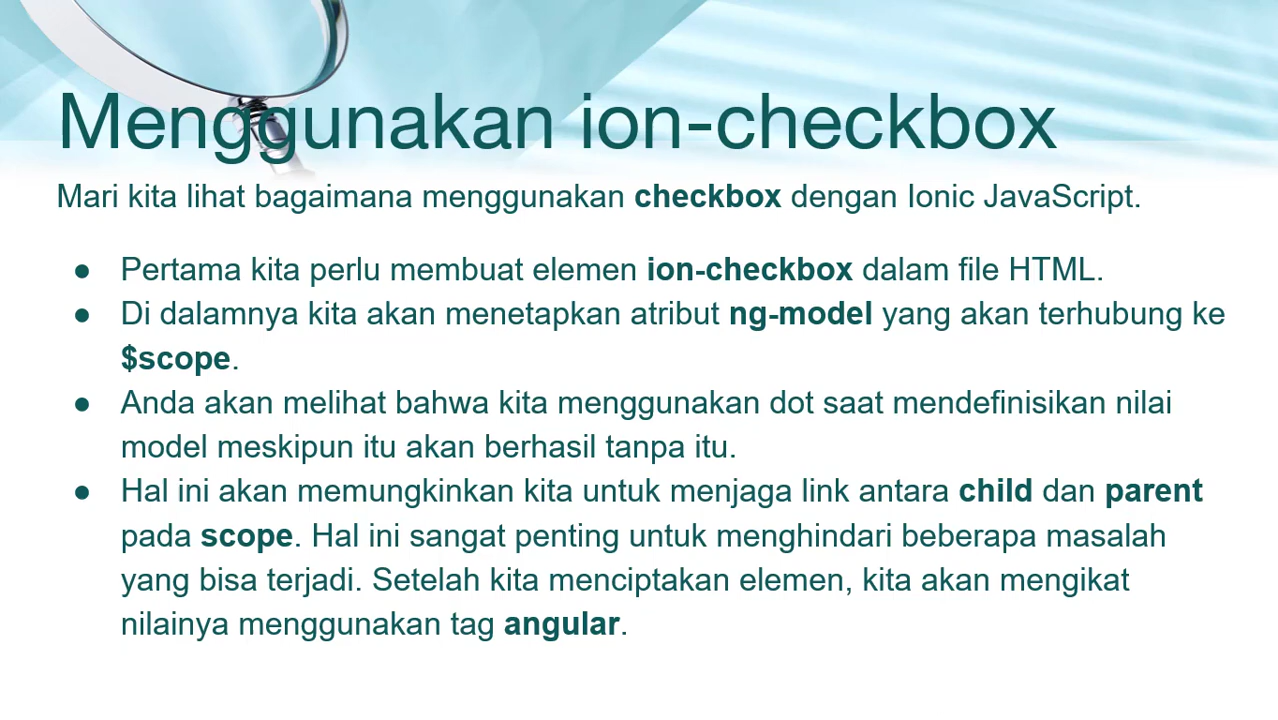 Menggunakan ion-checkbox
Mari kita lihat bagaimana menggunakan checkbox dengan Ionic JavaScript.
● Pertama kita perlu membuat elemen ion-checkbox dalam file HTML.
● Di dalamnya kita akan menetapkan atribut ng-model yang akan terhubung ke
$scope.
● Anda akan melihat bahwa kita menggunakan dot saat mendefinisikan nilai
model meskipun itu akan berhasil tanpa itu.
● Hal ini akan memungkinkan kita untuk menjaga link antara child dan parent
pada scope. Hal ini sangat penting untuk menghindari beberapa masalah
yang bisa terjadi. Setelah kita menciptakan elemen, kita akan mengikat
nilainya menggunakan tag angular.